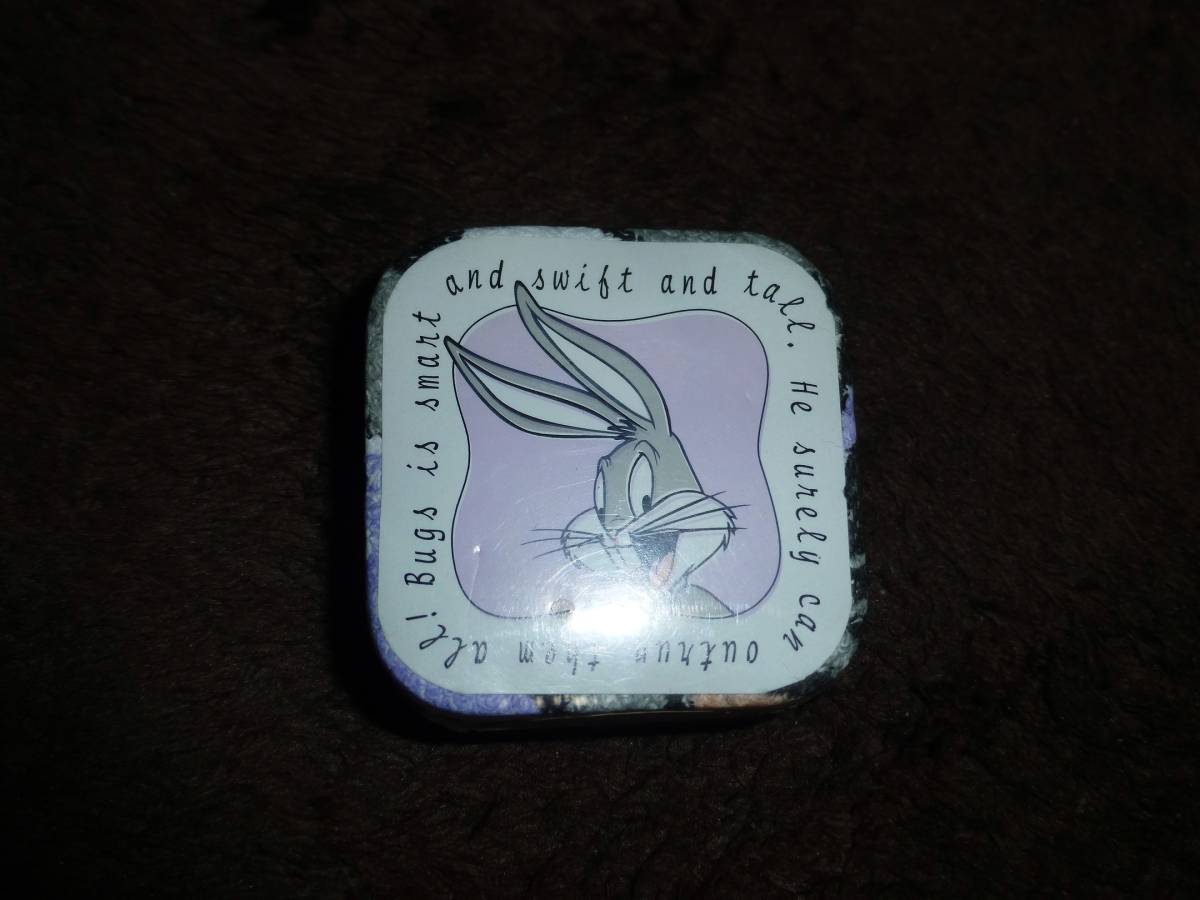 Bugs is smart
and swift and tall.
He surely can
outrun them all!